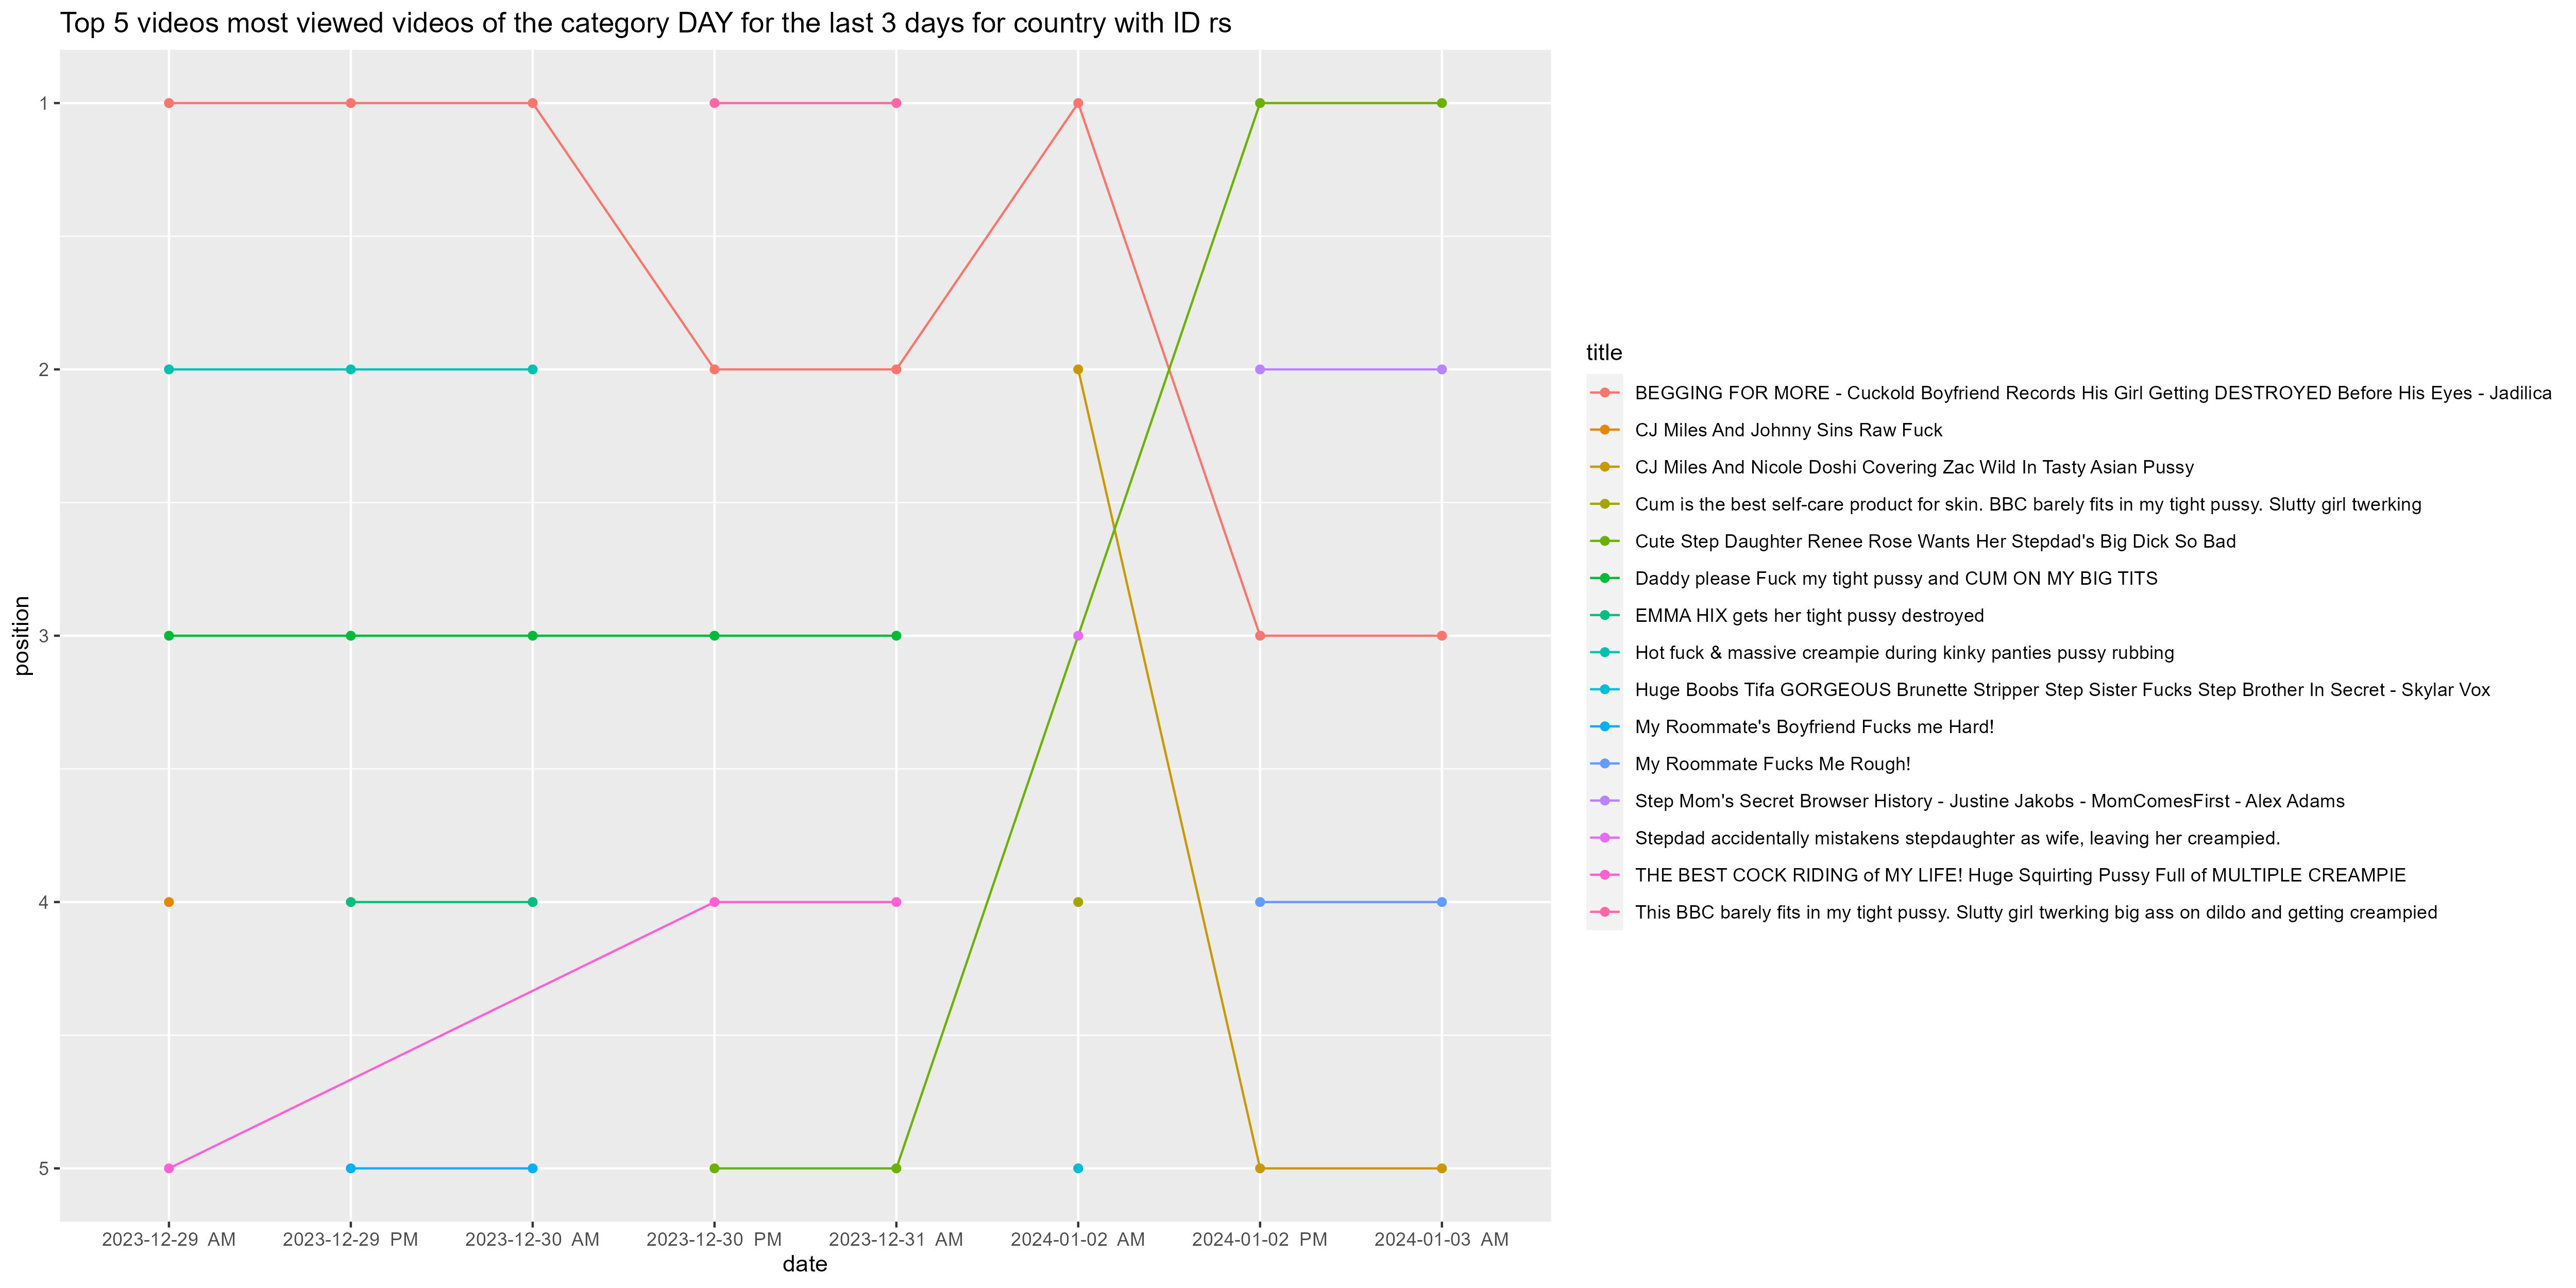 Top 5 videos most viewed videos of the category DAY for the last 3 days for country with ID rs
position
1
2
3
4
5
2023-12-29 AM
2023-12-29 PM
2023-12-30 AM
2023-12-30 PM
2023-12-31 AM
2024-01-02 AM
2024-01-02 PM
2024-01-03 AM
date
title
BEGGING FOR MORE - Cuckold Boyfriend Records His Girl Getting DESTROYED Before His Eyes - Jadilica
CJ Miles And Johnny Sins Raw Fuck
CJ Miles And Nicole Doshi Covering Zac Wild In Tasty Asian Pussy
Cum is the best self-care product for skin. BBC barely fits in my tight pussy. Slutty girl twerking
Cute Step Daughter Renee Rose Wants Her Stepdad's Big Dick So Bad
Daddy please Fuck my tight pussy and CUM ON MY BIG TITS
EMMA HIX gets her tight pussy destroyed
Hot fuck & massive creampie during kinky panties pussy rubbing
Huge Boobs Tifa GORGEOUS Brunette Stripper Step Sister Fucks Step Brother In Secret - Skylar Vox
My Roommate's Boyfriend Fucks me Hard!
My Roommate Fucks Me Rough!
Step Mom's Secret Browser History - Justine Jakobs - MomComesFirst - Alex Adams
Stepdad accidentally mistakens stepdaughter as wife, leaving her creampied.
THE BEST COCK RIDING of MY LIFE! Huge Squirting Pussy Full of MULTIPLE CREAMPIE
This BBC barely fits in my tight pussy. Slutty girl twerking big ass on dildo and getting creampied